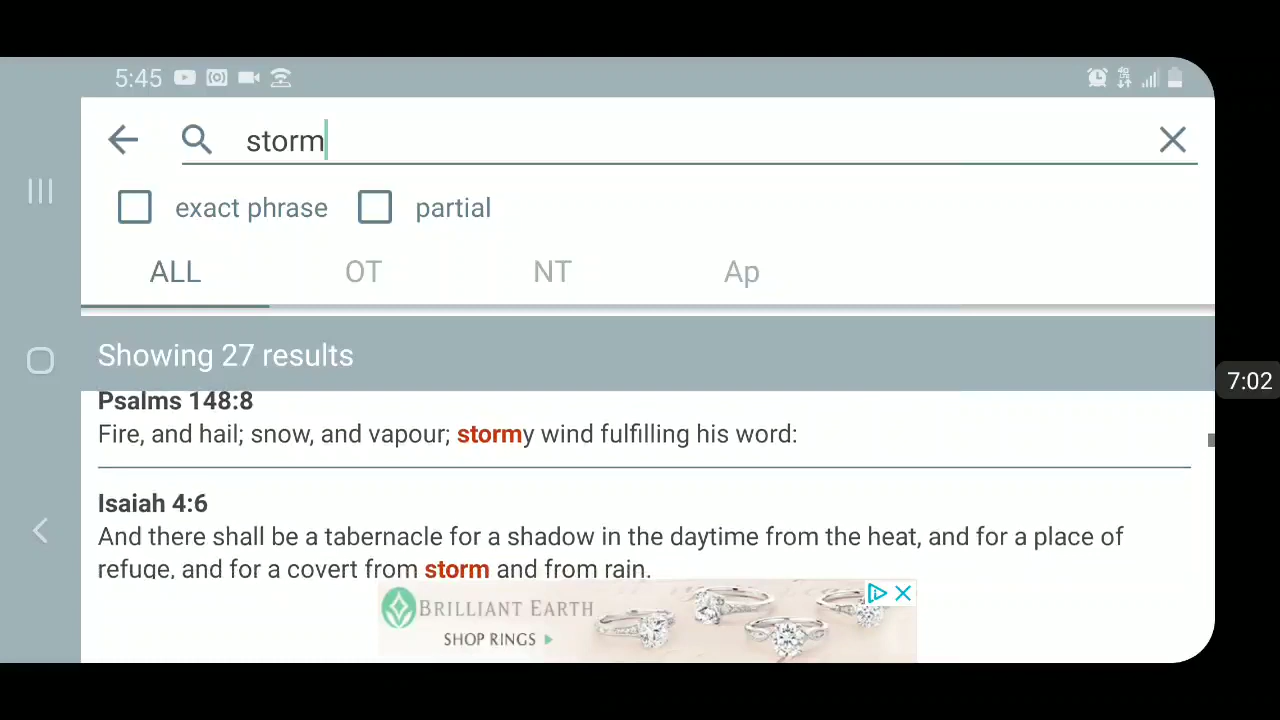 5:45
storm
exact phrase partial
ALL OT NT Ap
Showing 27 results
7:02
Psalms 148:8
Fire, and hail; snow, and vapour; stormy wind fulfilling his word:
Isaiah 4:6
And there shall be a tabernacle for a shadow in the daytime from the heat, and for a place of
refuge, and for a covert from storm and from rain.
BRILLIANT EARTH
SHOP RINGS